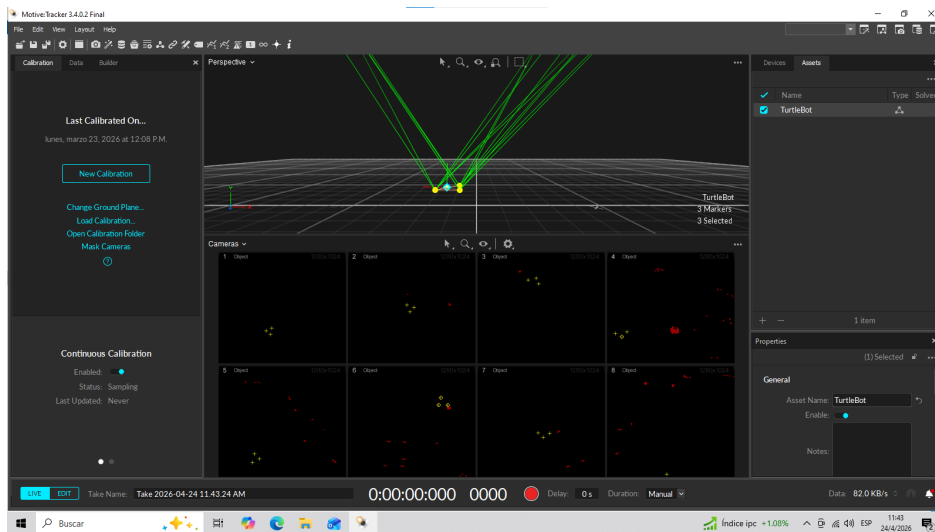 Motive:Tracker 3.4.0.2 Final
File Edit View Layout Help
Calibration Data Builder
Last Calibrated On...
lunes, marzo 23, 2026 at 12:08 P.M.
New Calibration
Change Ground Plane...
Load Calibration...
Open Calibration Folder
Mask Cameras
Continuous Calibration
Enabled:
Status: Sampling
Last Updated: Never
Perspective
Y
TurtleBot
3 Markers
3 Selected
Cameras
1 Object 1280x1024 2 Object 1280x1024 3 Object 1280x1024 4 Object 1280x1024
5 Object 1280x1024 6 Object 1280x1024 7 Object 1280x1024 8 Object 1280x1024
Devices Assets
Name Type Solve
TurtleBot
1 item
Properties
(1) Selected
General
Asset Name: TurtleBot
Enable:
Notes:
LIVE EDIT Take Name: Take 2026-04-24 11.43.24 AM 0:00:00:000 0000 Delay: 0 s Duration: Manual Data: 82.0 KB/s
Buscar Índice ipc +1.08% ESP 11:43
24/4/2026